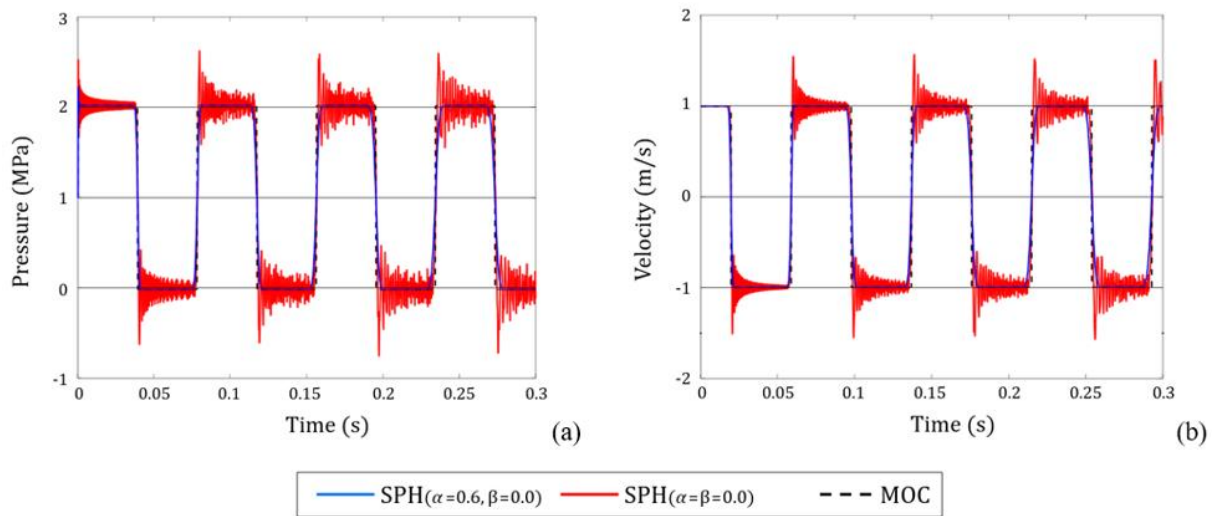 3
2
1
0
-1
Pressure (MPa)
0 0.05 0.1 0.15 0.2 0.25 0.3
Time (s)
(a)
2
1
0
-1
-2
Velocity (m/s)
0 0.05 0.1 0.15 0.2 0.25 0.3
Time (s)
(b)
SPH(α=0.6, β=0.0) SPH(α=β=0.0) MOC